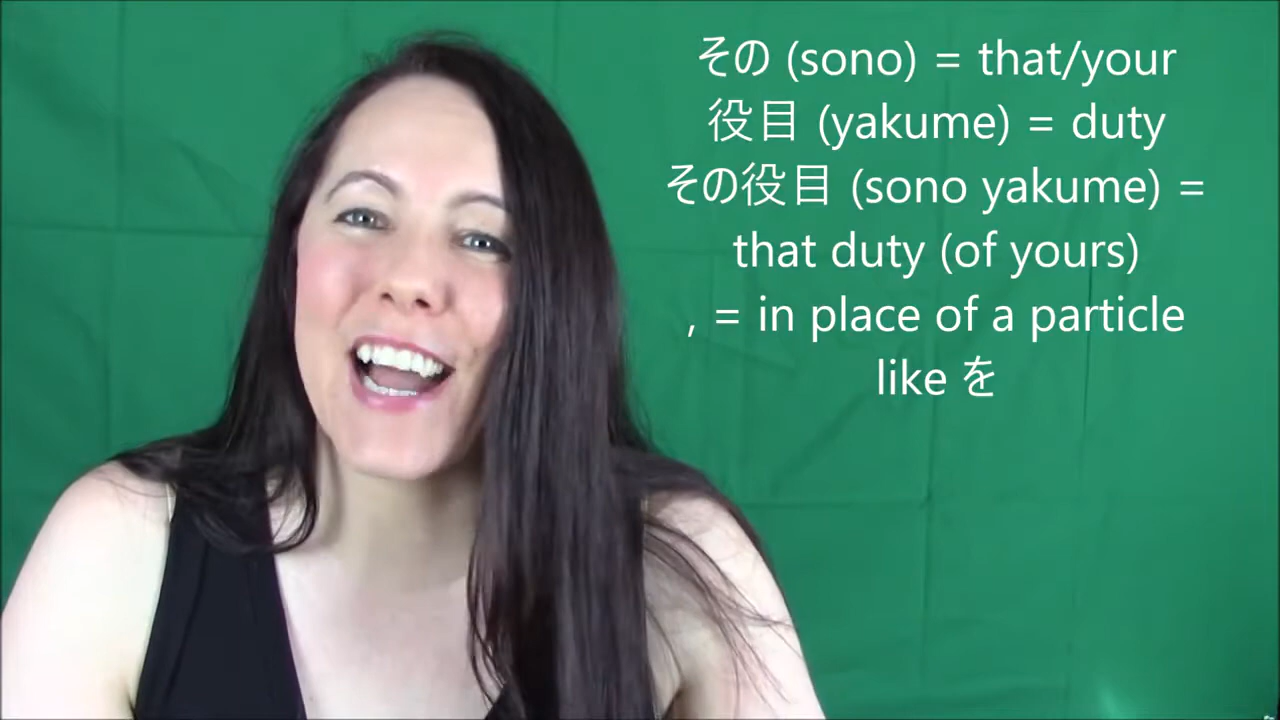 その (sono) = that/your
役目 (yakume) = duty
その役目 (sono yakume) =
that duty (of yours)
, = in place of a particle
like を